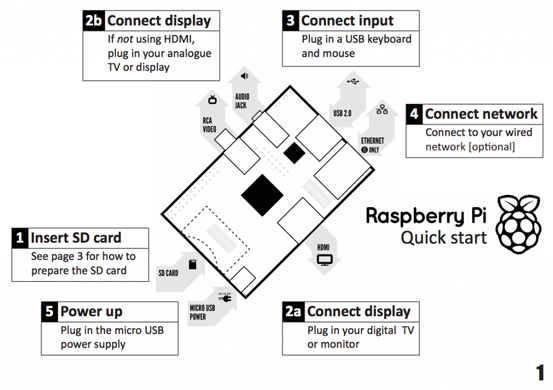 2b Connect display
If not using HDMI,
plug in your analogue
TV or display
3 Connect input
Plug in a USB keyboard
and mouse
AUDIO
JACK
RCA
VIDEO
USB 2.0
ETHERNET
ONLY
4 Connect network
Connect to your wired
network [optional]
Raspberry Pi
Quick start
1 Insert SD card
See page 3 for how to
prepare the SD card
SD CARD
HDMI
MICRO USB
POWER
5 Power up
Plug in the micro USB
power supply
2a Connect display
Plug in your digital TV
or monitor
1